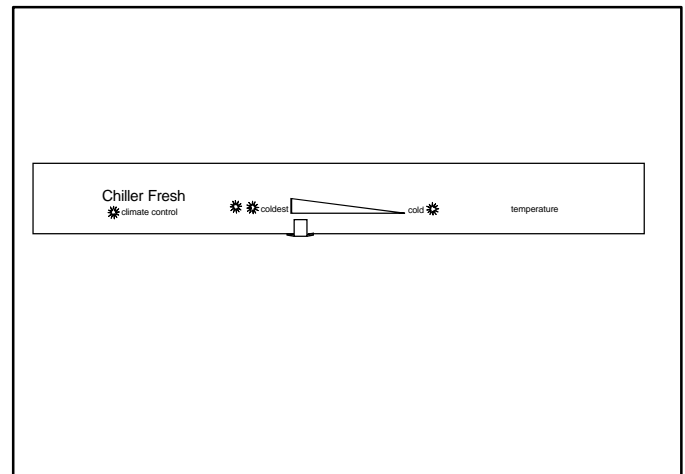 Chiller Fresh
climate control
coldest
cold
temperature